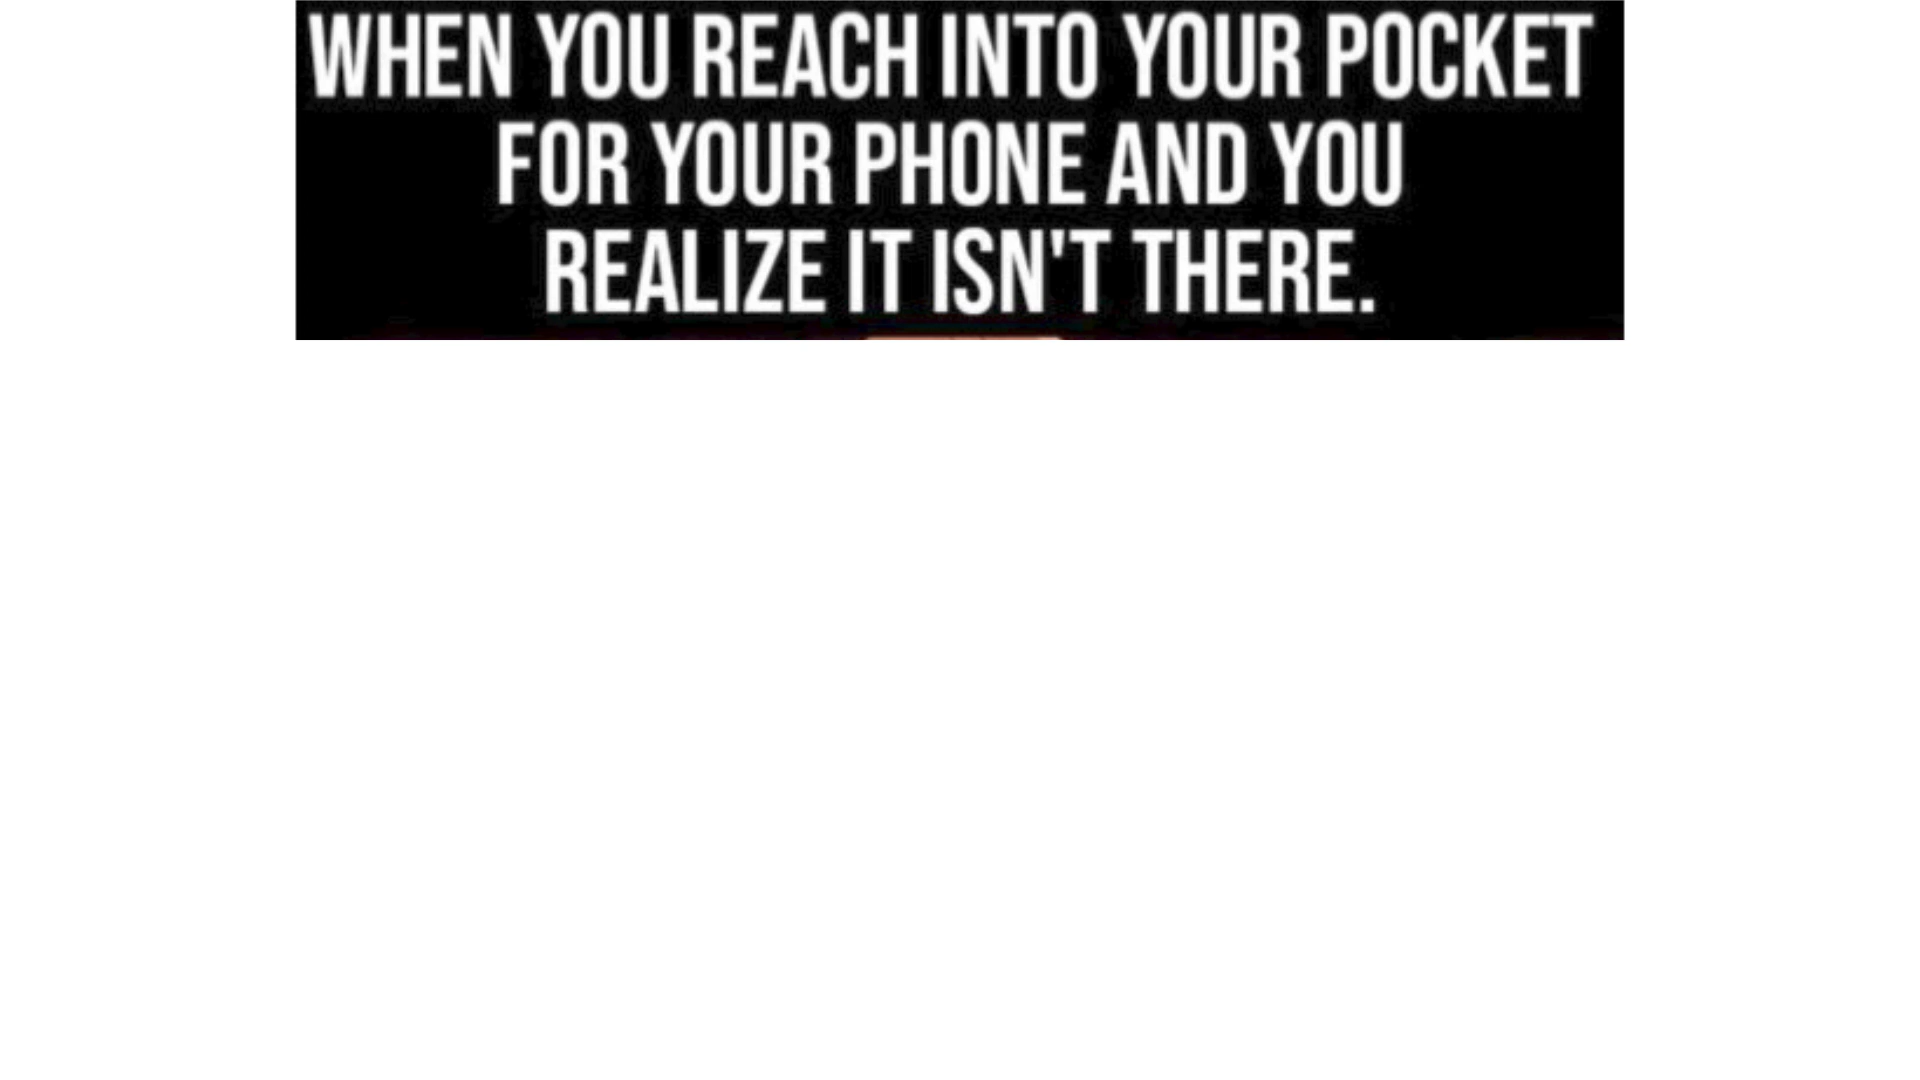 WHEN YOU REACH INTO YOUR POCKET
FOR YOUR PHONE AND YOU
REALIZE IT ISN'T THERE.